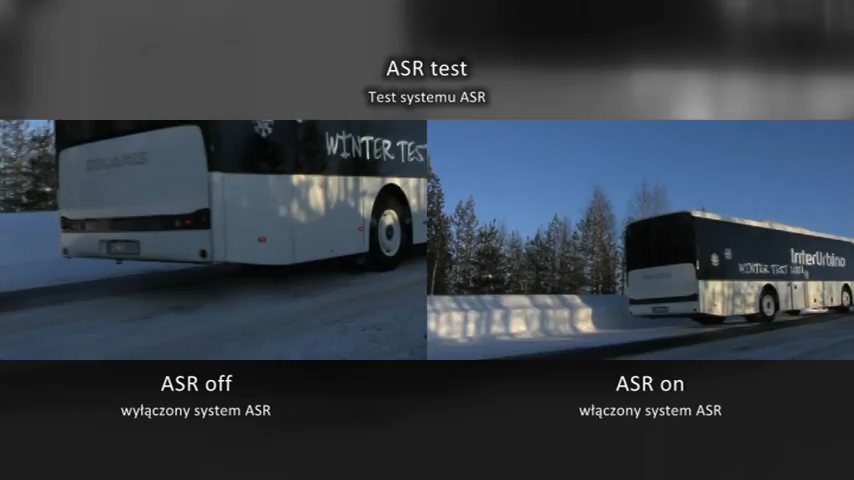 ASR test
Test systemu ASR
SOLARIS
WINTER TEST
InterUrbino
WINTER TEST
ASR off
ASR on
wyłączony system ASR
włączony system ASR